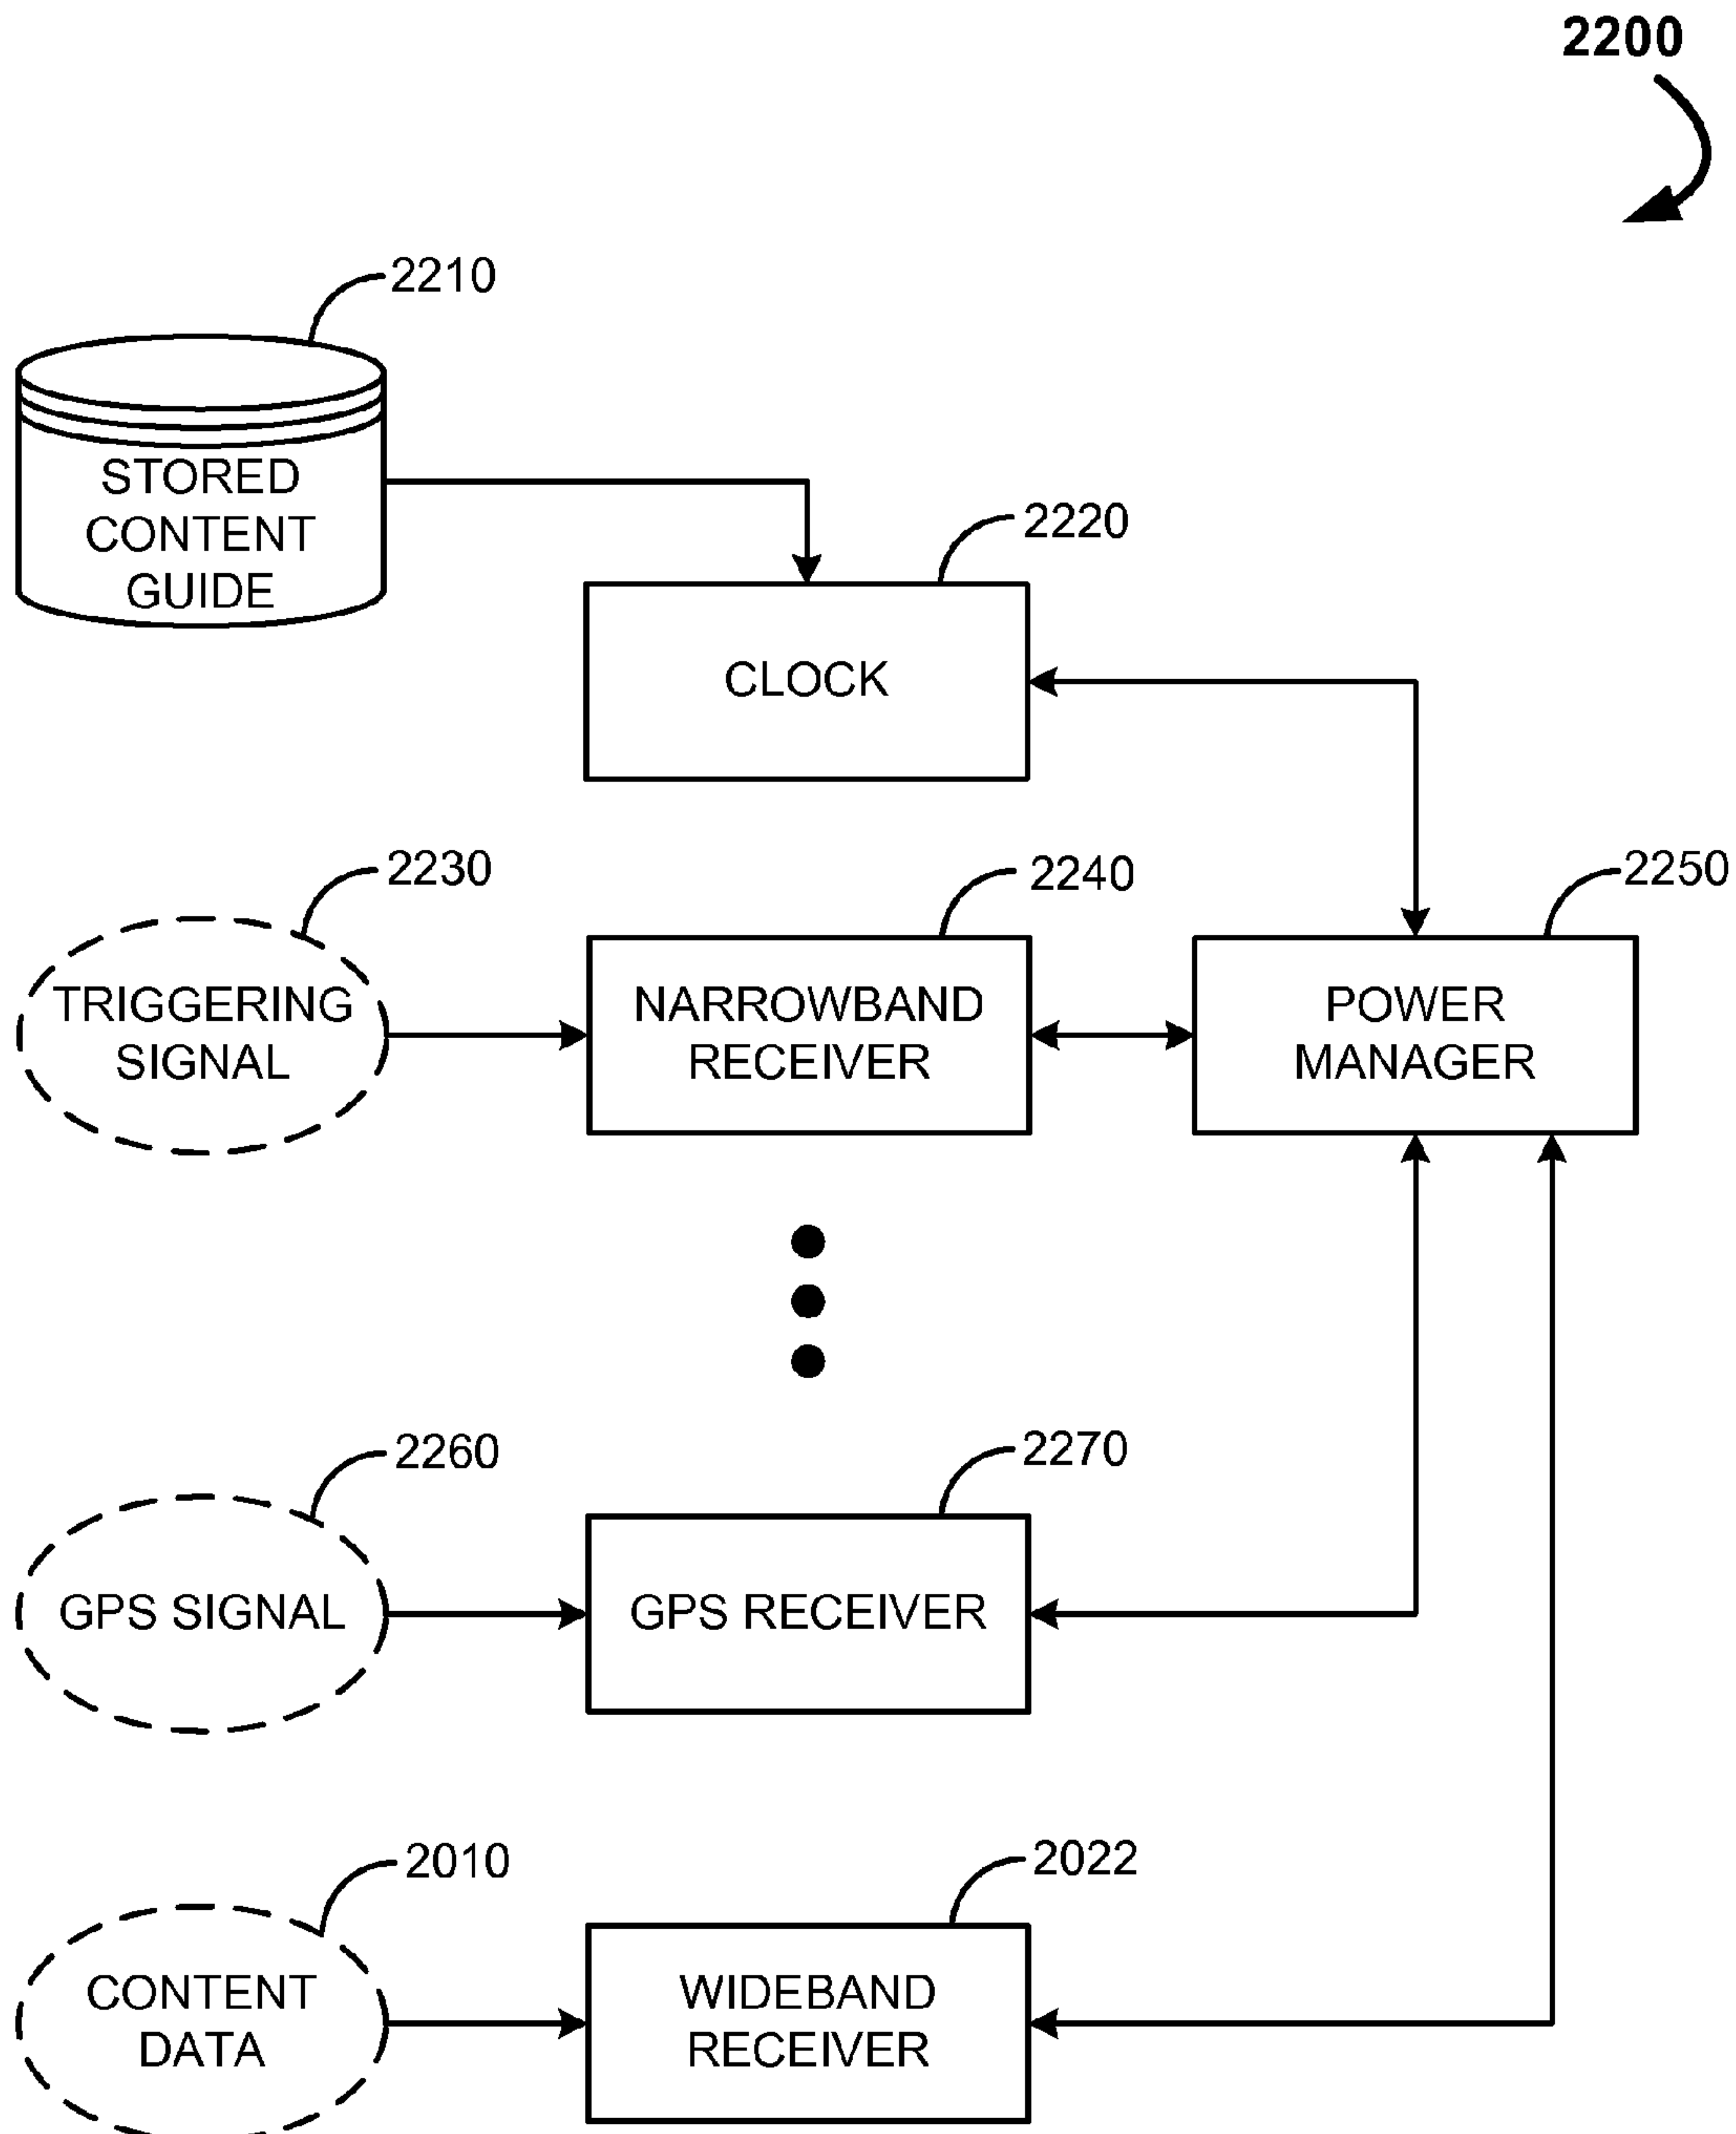 2200
2210
STORED
CONTENT
GUIDE
2220
CLOCK
2230
TRIGGERING
SIGNAL
2240
NARROWBAND
RECEIVER
2250
POWER
MANAGER
2260
GPS SIGNAL
2270
GPS RECEIVER
2010
CONTENT
DATA
2022
WIDEBAND
RECEIVER